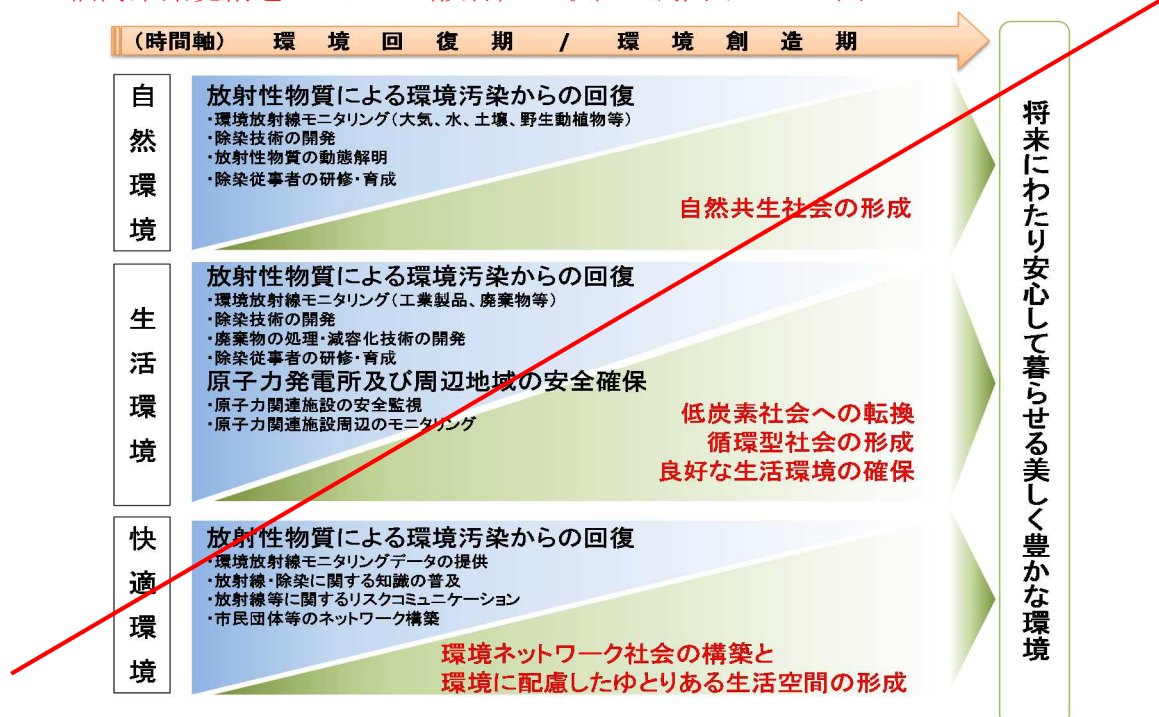 (時間軸) 環境回復期 / 環境創造期
自然環境
放射性物質による環境汚染からの回復
・環境放射線モニタリング(大気、水、土壌、野生動植物等)
・除染技術の開発
・放射性物質の動態解明
・除染従事者の研修・育成
自然共生社会の形成
生活環境
放射性物質による環境汚染からの回復
・環境放射線モニタリング(工業製品、廃棄物等)
・除染技術の開発
・廃棄物の処理・減容化技術の開発
・除染従事者の研修・育成
原子力発電所及び周辺地域の安全確保
・原子力関連施設の安全監視
・原子力関連施設周辺のモニタリング
低炭素社会への転換
循環型社会の形成
良好な生活環境の確保
快適環境
放射性物質による環境汚染からの回復
・環境放射線モニタリングデータの提供
・放射線・除染に関する知識の普及
・放射線等に関するリスクコミュニケーション
・市民団体等のネットワーク構築
環境ネットワーク社会の構築と
環境に配慮したゆとりある生活空間の形成
将来にわたり安心して暮らせる美しく豊かな環境